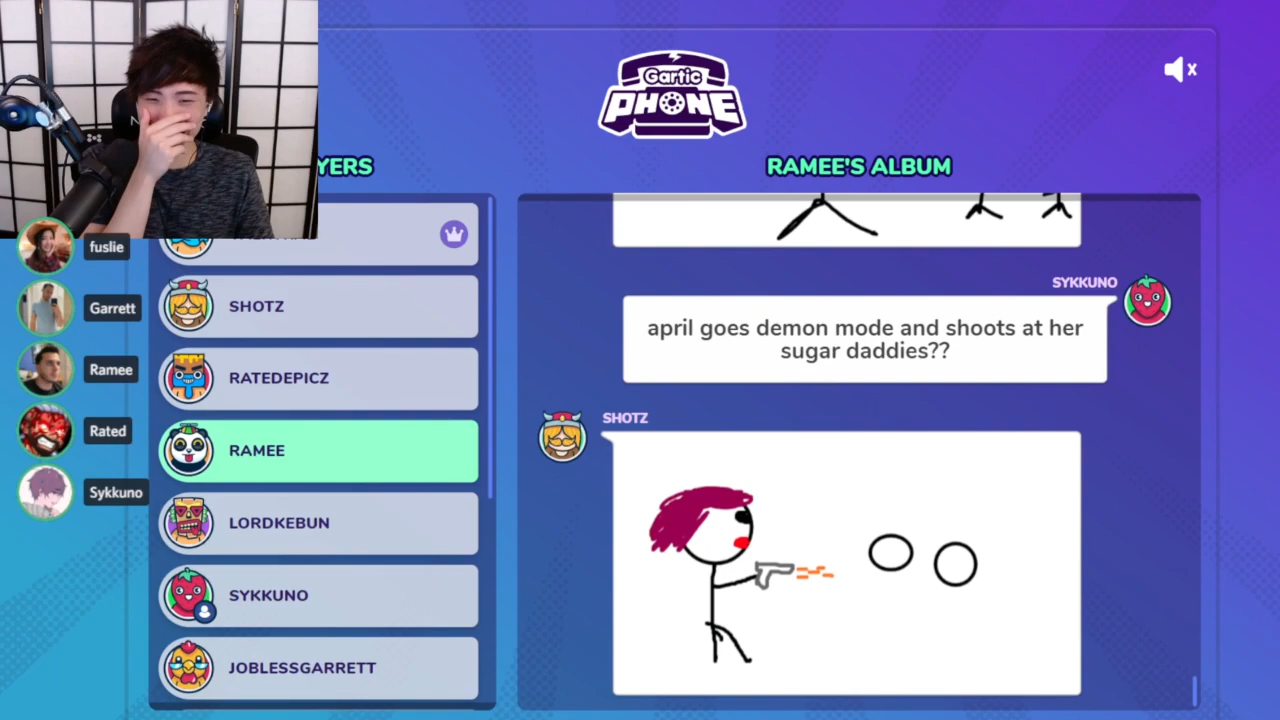 Gartic
PHONE
YERS
RAMEE'S ALBUM
fuslie
Garrett
Ramee
Rated
Sykkuno
SHOTZ
RATEDEPICZ
RAMEE
LORDKEBUN
SYKKUNO
JOBLESSGARRETT
SYKKUNO
april goes demon mode and shoots at her
sugar daddies??
SHOTZ